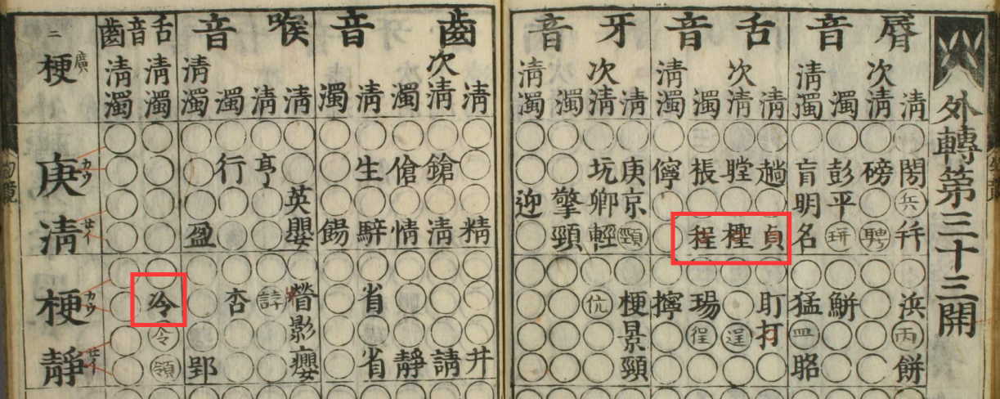 外轉第三十三開
脣音 舌音 牙音 齒音 喉音 舌音齒
清 次清 濁 清濁 清 次清 濁 清濁 清 次清 濁 清濁 清 次清 濁 清 濁 清 清 濁 清濁 清濁 清濁
廣 梗 二
閍 磅 彭 盲 趟 瞠 棖 儜 庚 坑 鎗 傖 生 亨 行 庚 カウ
兵 平 明 京 卿 擎 迎 英
竏 聘 名 貞 檉 程 頸 輕 頸 精 清 情 騂 餳 嬰 盈 清 セイ
浜 鮩 猛 盯 瑒 擰 梗 伉 省 杏 冷 梗 カウ
丙 皿 打 逞 徎 景 影 令
餅 眳 頸 井 請 靜 省 癭 郢 領 靜 セイ